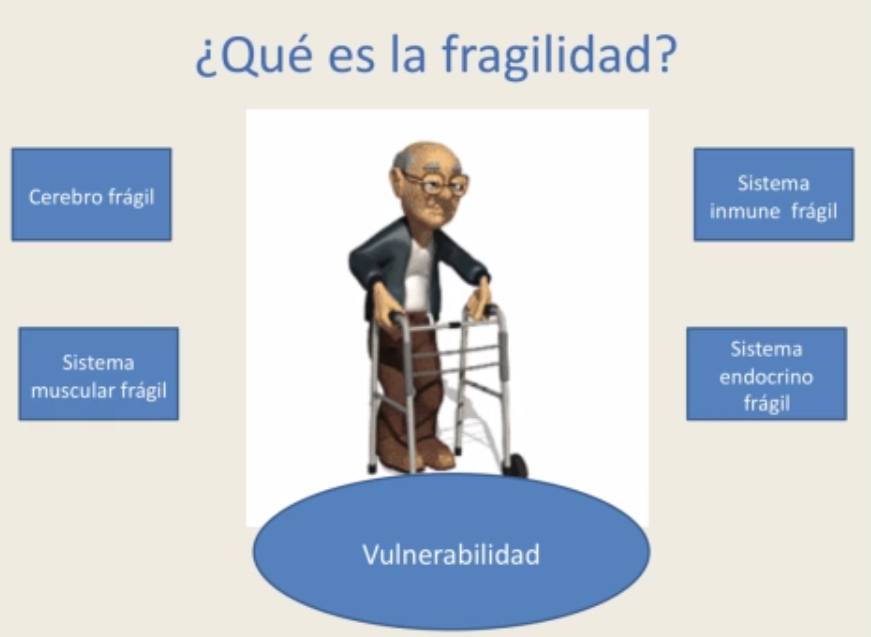 ¿Qué es la fragilidad?
Cerebro frágil
Sistema
inmune frágil
Sistema
muscular frágil
Sistema
endocrino
frágil
Vulnerabilidad